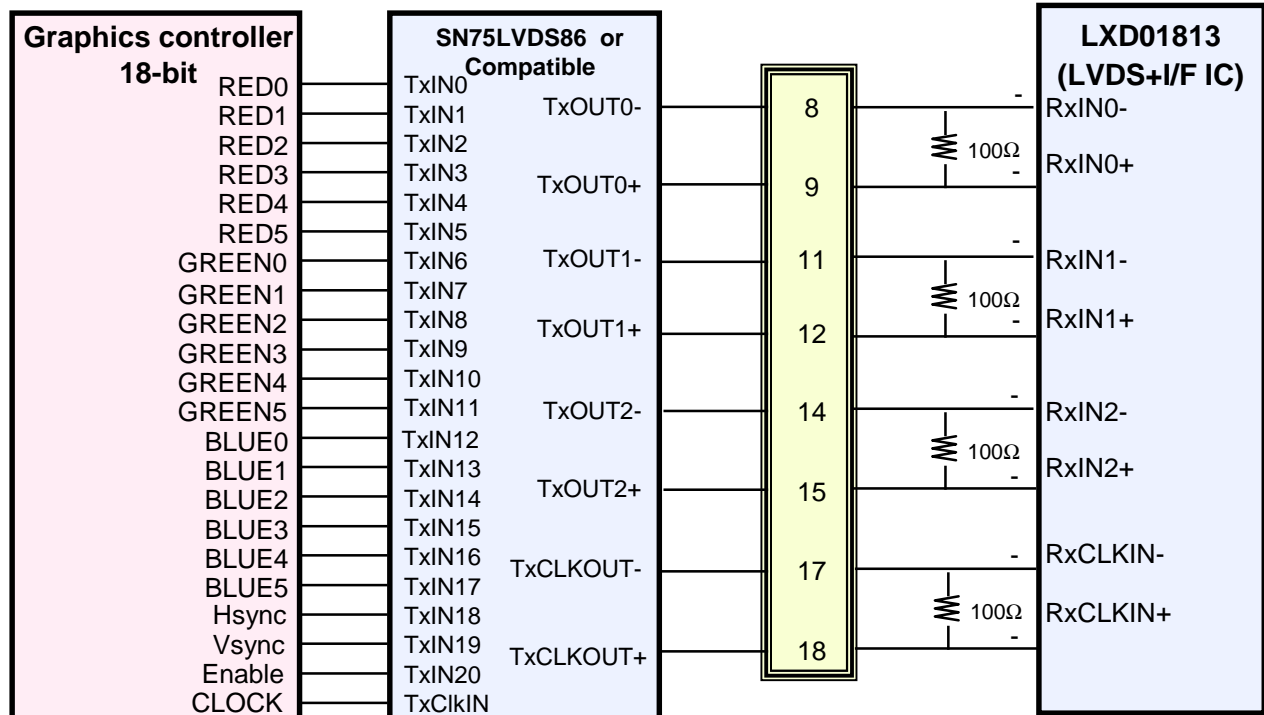 Graphics controller
18-bit
RED0
RED1
RED2
RED3
RED4
RED5
GREEN0
GREEN1
GREEN2
GREEN3
GREEN4
GREEN5
BLUE0
BLUE1
BLUE2
BLUE3
BLUE4
BLUE5
Hsync
Vsync
Enable
CLOCK
SN75LVDS86 or
Compatible
TxIN0
TxIN1
TxIN2
TxIN3
TxIN4
TxIN5
TxIN6
TxIN7
TxIN8
TxIN9
TxIN10
TxIN11
TxIN12
TxIN13
TxIN14
TxIN15
TxIN16
TxIN17
TxIN18
TxIN19
TxIN20
TxClkIN
TxOUT0-
TxOUT0+
TxOUT1-
TxOUT1+
TxOUT2-
TxOUT2+
TxCLKOUT-
TxCLKOUT+
8
9
11
12
14
15
17
18
-
100Ω
-
-
100Ω
-
-
100Ω
-
-
100Ω
-
LXD01813
(LVDS+I/F IC)
RxIN0-
RxIN0+
RxIN1-
RxIN1+
RxIN2-
RxIN2+
RxCLKIN-
RxCLKIN+